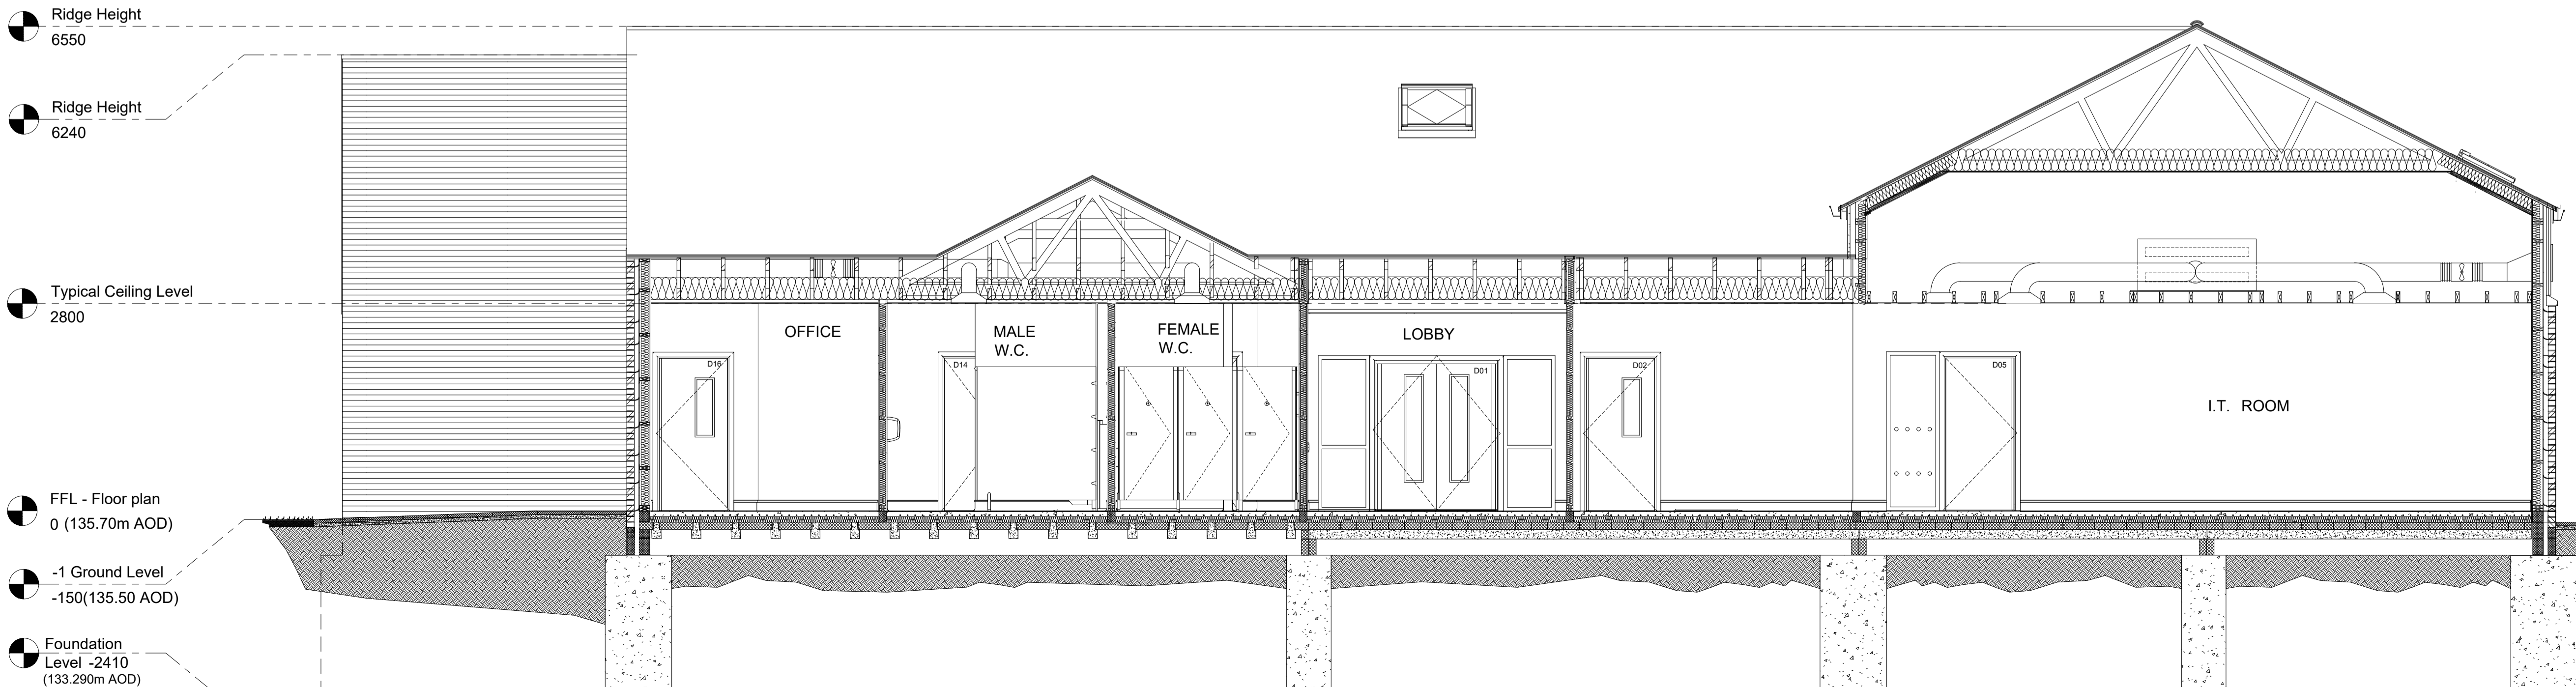 Ridge Height
6550
Ridge Height
6240
Typical Ceiling Level
2800
FFL - Floor plan
0 (135.70m AOD)
-1 Ground Level
-150(135.50 AOD)
Foundation
Level -2410
(133.290m AOD)
OFFICE
D16
MALE
W.C.
D14
FEMALE
W.C.
LOBBY
D01
D02
D05
I.T. ROOM